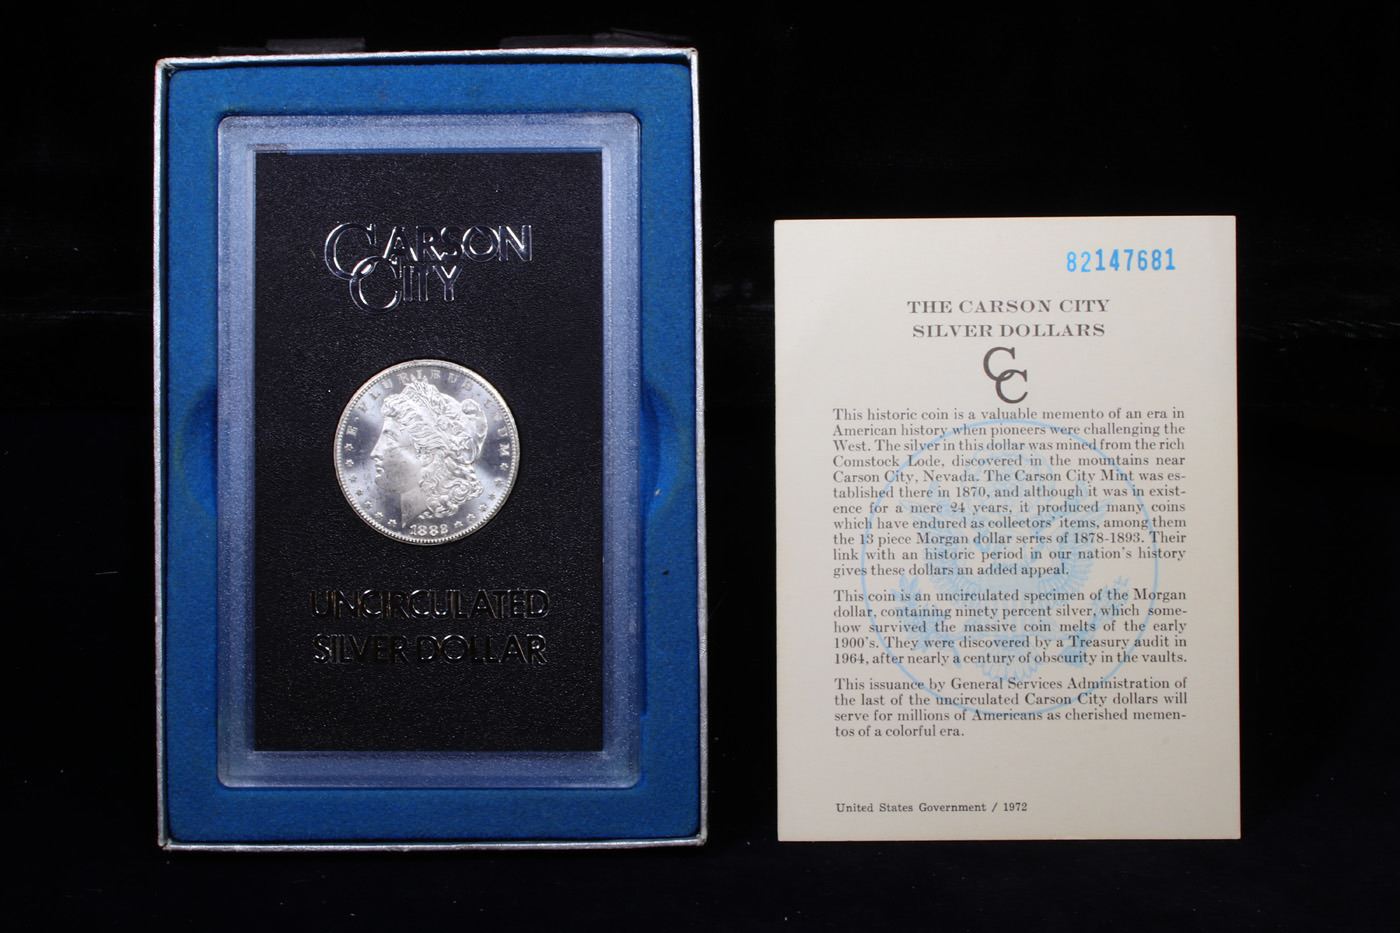 CARSON
CITY
E PLURIBUS UNUM
UNCIRCULATED
SILVER DOLLAR
82147681
THE CARSON CITY
SILVER DOLLARS
CC
This historic coin is a valuable memento of an era in
American history when pioneers were challenging the
West. The silver in this dollar was mined from the rich
Comstock Lode, discovered in the mountains near
Carson City, Nevada. The Carson City Mint was es-
tablished there in 1870, and although it was in exist-
ence for a mere 24 years, it produced many coins
which have endured as collectors' items, among them
the 13 piece Morgan dollar series of 1878-1893. Their
link with an historic period in our nation's history
gives these dollars an added appeal.
This coin is an uncirculated specimen of the Morgan
dollar, containing ninety percent silver, which some-
how survived the massive coin melts of the early
1900's. They were discovered by a Treasury audit in
1964, after nearly a century of obscurity in the vaults.
This issuance by General Services Administration of
the last of the uncirculated Carson City dollars will
serve for millions of Americans as cherished memen-
tos of a colorful era.
United States Government / 1972